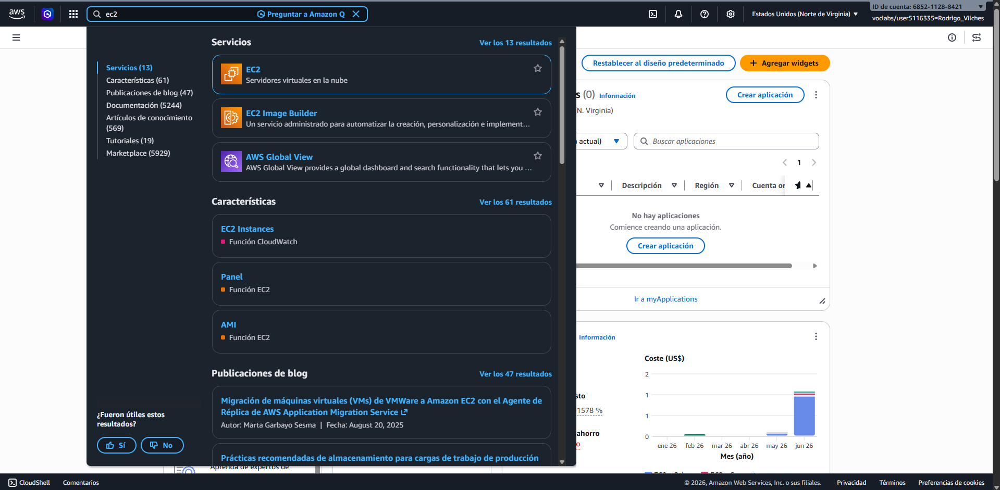 aws
ec2
Preguntar a Amazon Q
Estados Unidos (Norte de Virginia)
ID de cuenta: 6852-1128-8421
voclabs/user5116335=Rodrigo_Vilches
Servicios (13)
Características (61)
Publicaciones de blog (47)
Documentación (5244)
Artículos de conocimiento
(569)
Tutoriales (19)
Marketplace (5929)
¿Fueron útiles estos
resultados?
Sí
No
Servicios
Ver los 13 resultados
EC2
Servidores virtuales en la nube
EC2 Image Builder
Un servicio administrado para automatizar la creación, personalización e implement...
AWS Global View
AWS Global View provides a global dashboard and search functionality that lets you ...
Características
Ver los 61 resultados
EC2 Instances
Función CloudWatch
Panel
Función EC2
AMI
Función EC2
Publicaciones de blog
Ver los 47 resultados
Migración de máquinas virtuales (VMs) de VMWare a Amazon EC2 con el Agente de
Réplica de AWS Application Migration Service
Autor: Marta Garbayo Sesma | Fecha: August 20, 2025
Prácticas recomendadas de almacenamiento para cargas de trabajo de producción
Aprenda de expertos de
Restablecer al diseño predeterminado
+ Agregar widgets
s (0) Información
Crear aplicación
N. Virginia)
actual)
Buscar aplicaciones
1
Descripción
Región
Cuenta or
No hay aplicaciones
Comience creando una aplicación.
Crear aplicación
Ir a myApplications
Información
sto
1578 %
ahorro
o
Coste (US$)
2
1
1
0
ene 26
feb 26
mar 26
abr 26
may 26
jun 26
Mes (año)
CloudShell
Comentarios
© 2026, Amazon Web Services, Inc. o sus filiales.
Privacidad
Términos
Preferencias de cookies